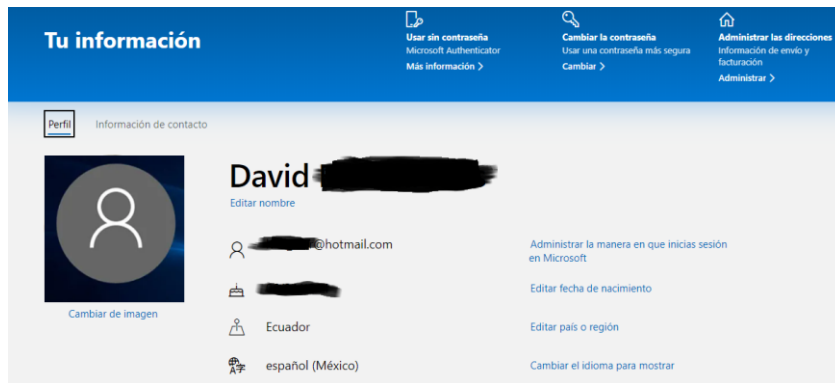 Tu información
Usar sin contraseña
Microsoft Authenticator
Más información >
Cambiar la contraseña
Usar una contraseña más segura
Cambiar >
Administrar las direcciones
Información de envío y
facturación
Administrar >
Perfil
Información de contacto
David
Editar nombre
@hotmail.com
Administrar la manera en que inicias sesión
en Microsoft
Editar fecha de nacimiento
Cambiar de imagen
Ecuador
Editar país o región
español (México)
Cambiar el idioma para mostrar